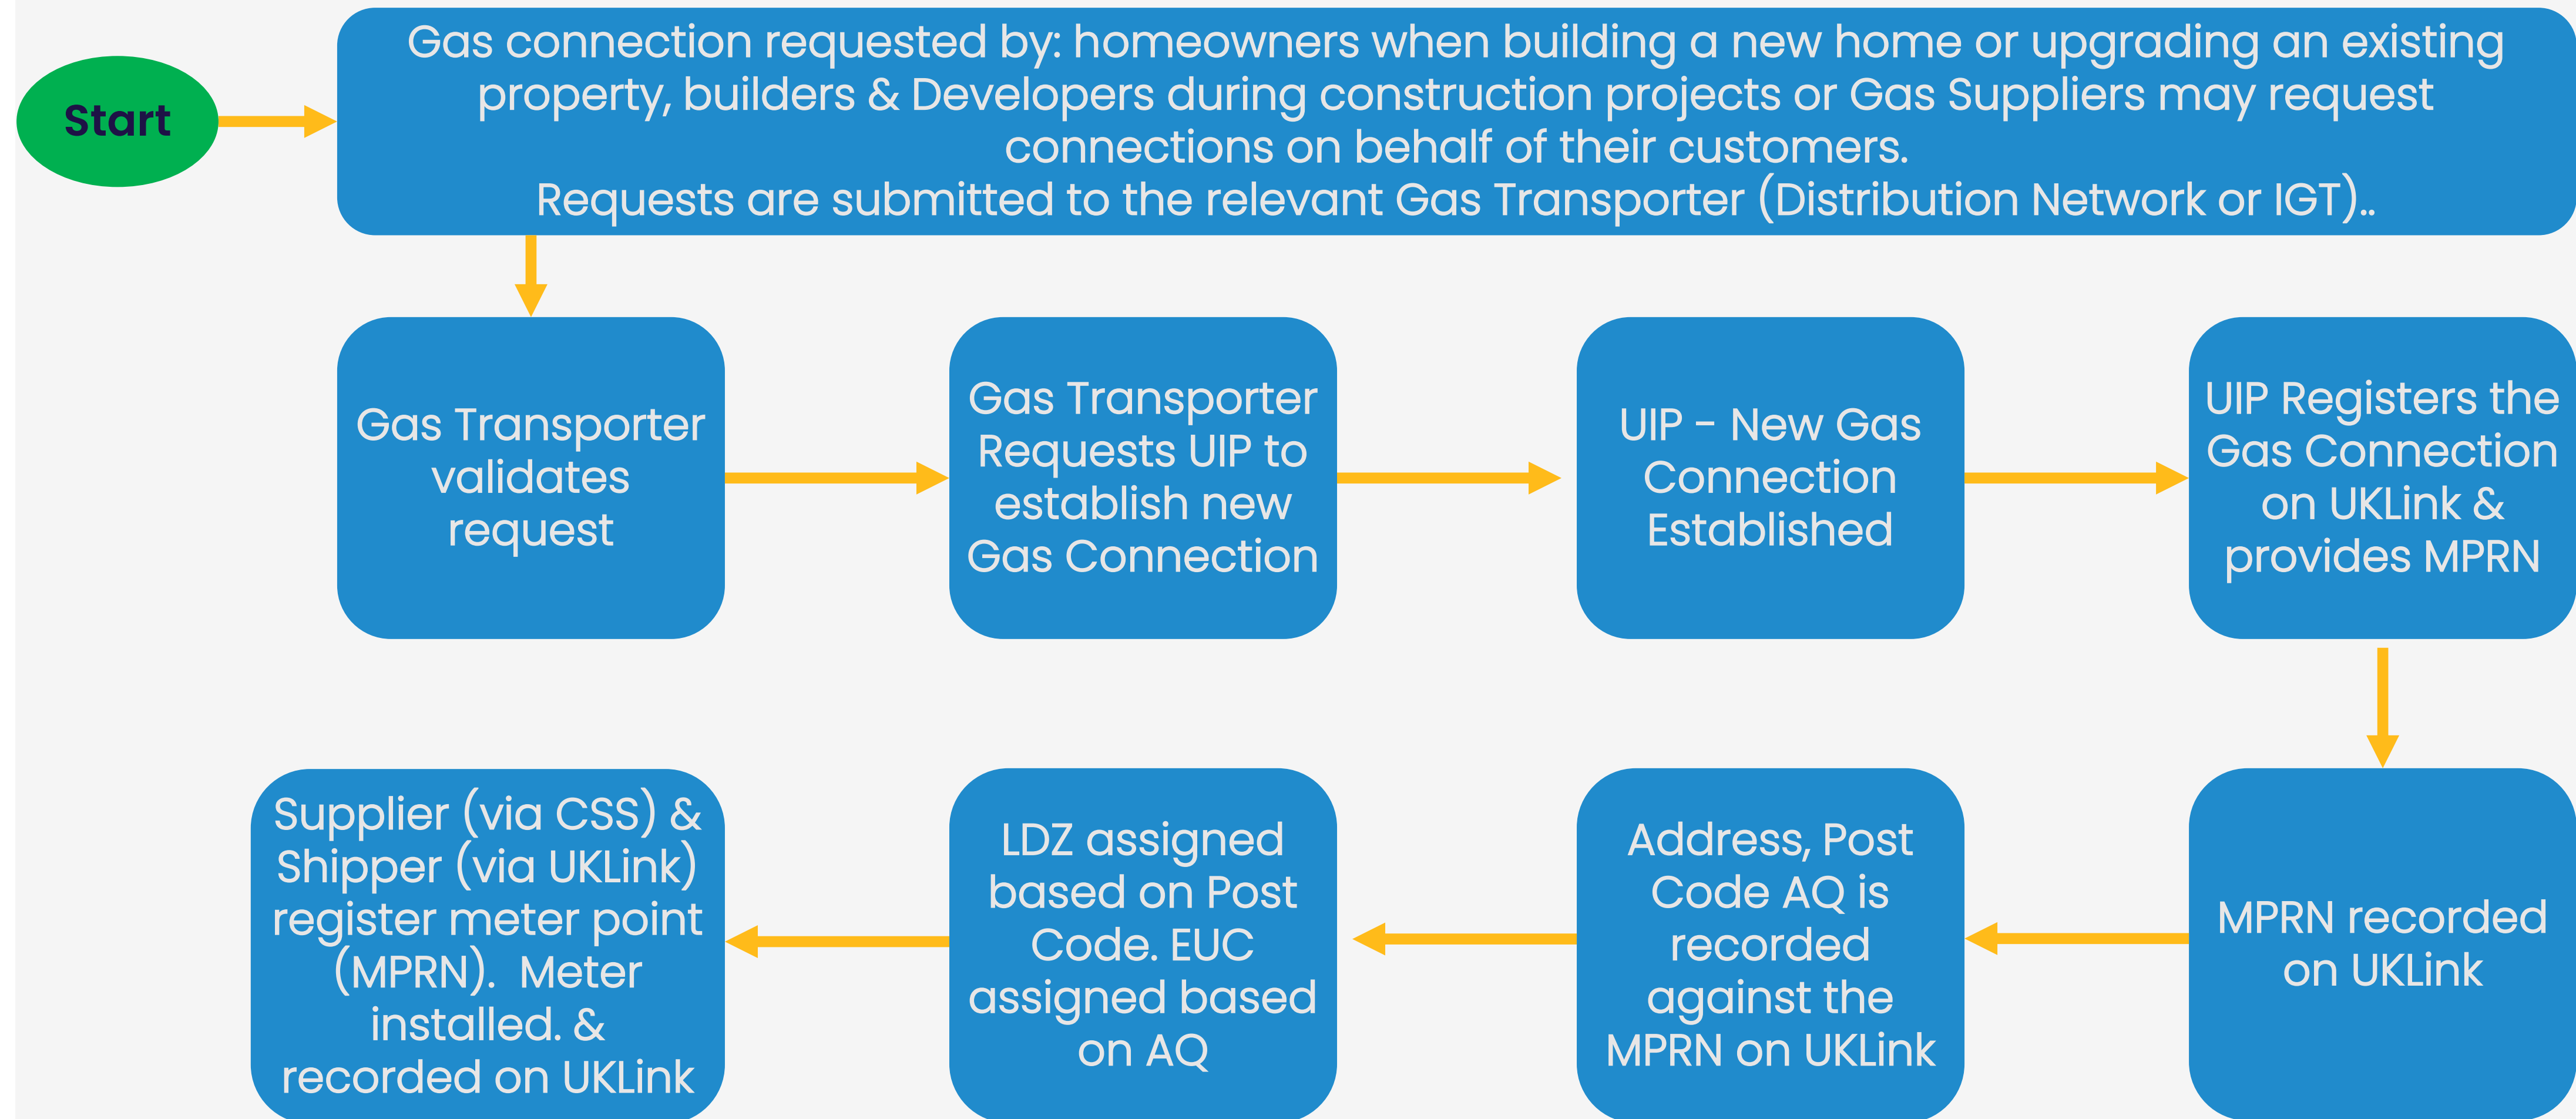 Start
Gas connection requested by: homeowners when building a new home or upgrading an existing
property, builders & Developers during construction projects or Gas Suppliers may request
connections on behalf of their customers.
Requests are submitted to the relevant Gas Transporter (Distribution Network or IGT)..
Gas Transporter
validates
request
Gas Transporter
Requests UIP to
establish new
Gas Connection
UIP - New Gas
Connection
Established
UIP Registers the
Gas Connection
on UKLink &
provides MPRN
MPRN recorded
on UKLink
Address, Post
Code AQ is
recorded
against the
MPRN on UKLink
LDZ assigned
based on Post
Code. EUC
assigned based
on AQ
Supplier (via CSS) &
Shipper (via UKLink)
register meter point
(MPRN).  Meter
installed. &
recorded on UKLink